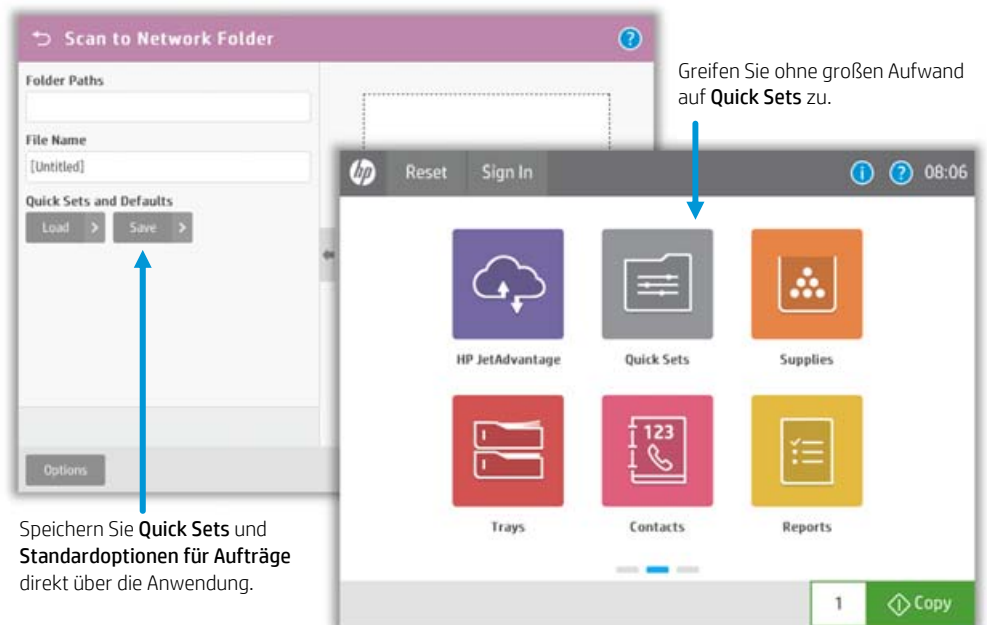 Scan to Network Folder
?
Folder Paths
File Name
[Untitled]
Quick Sets and Defaults
Load > Save >
Options
Greifen Sie ohne großen Aufwand
auf Quick Sets zu.
hp Reset Sign In i ? 08:06
HP JetAdvantage Quick Sets Supplies
123
Trays Contacts Reports
1 Copy
Speichern Sie Quick Sets und
Standardoptionen für Aufträge
direkt über die Anwendung.